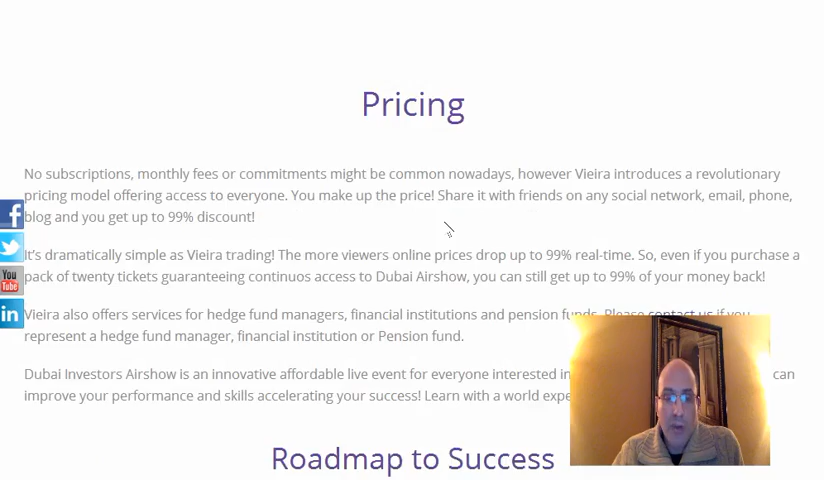 Pricing
No subscriptions, monthly fees or commitments might be common nowadays, however Vieira introduces a revolutionary
pricing model offering access to everyone. You make up the price! Share it with friends on any social network, email, phone,
blog and you get up to 99% discount!
It's dramatically simple as Vieira trading! The more viewers online prices drop up to 99% real-time. So, even if you purchase a
pack of twenty tickets guaranteeing continuos access to Dubai Airshow, you can still get up to 99% of your money back!
Vieira also offers services for hedge fund managers, financial institutions and pension funds. Please contact us if you
represent a hedge fund manager, financial institution or Pension fund.
Dubai Investors Airshow is an innovative affordable live event for everyone interested in can
improve your performance and skills accelerating your success! Learn with a world
Roadmap to Success
f
You
Tube
in